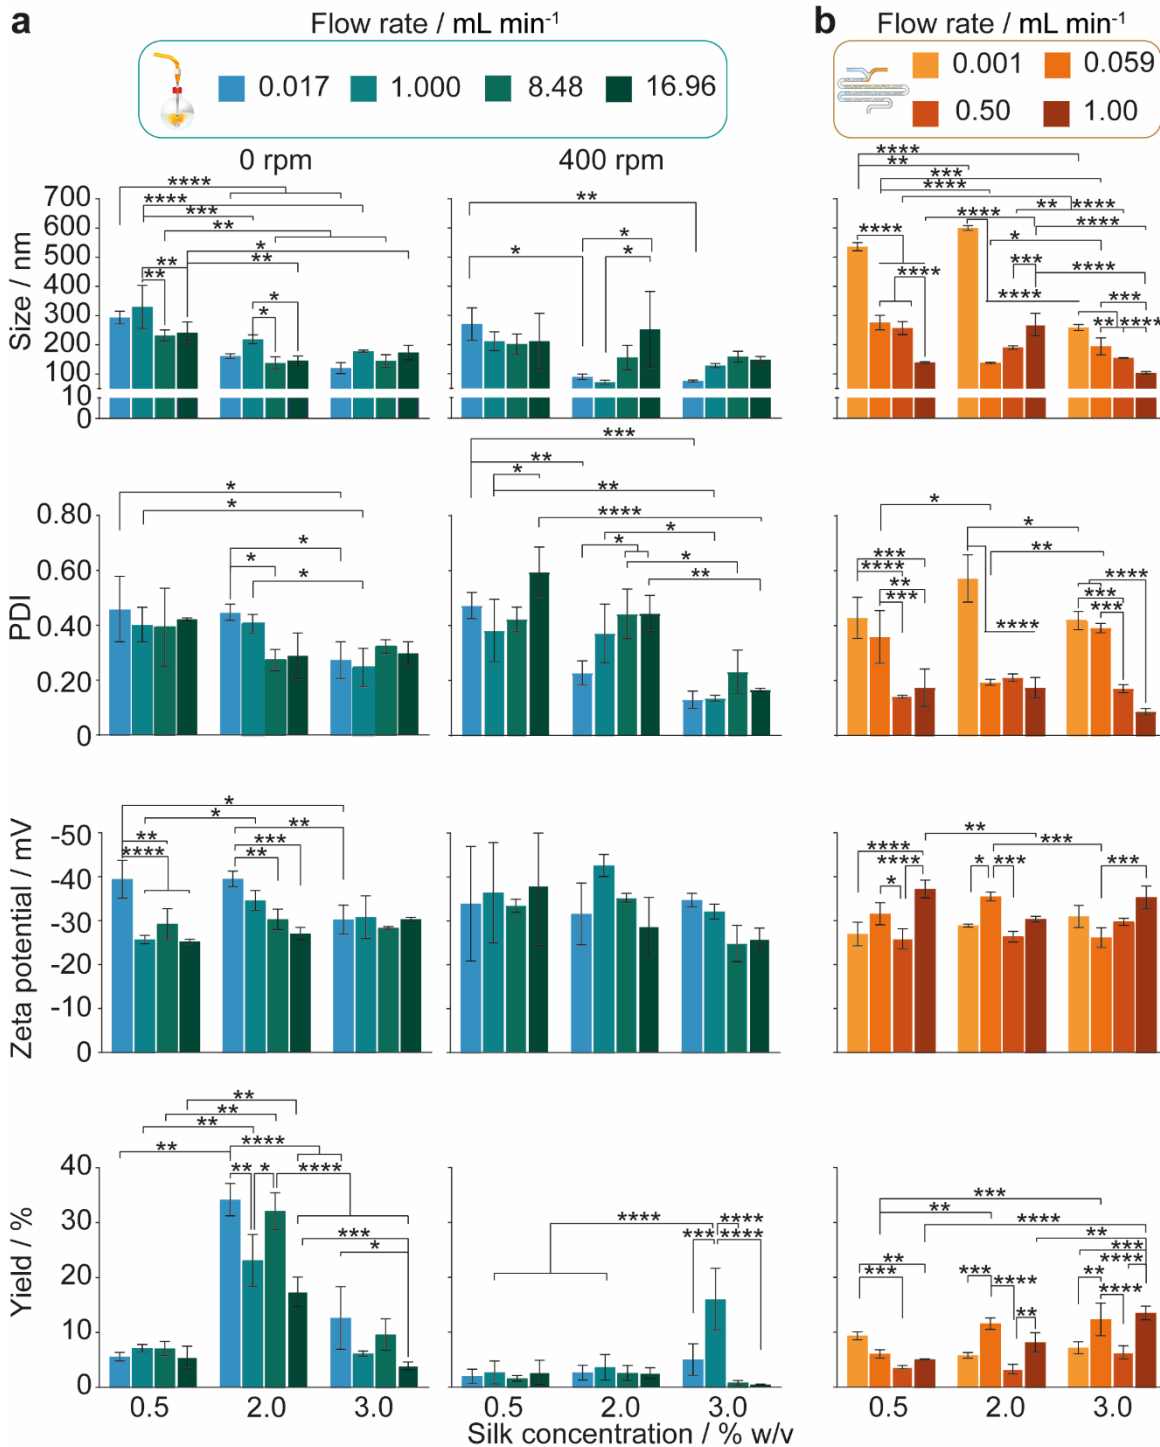 a
Flow rate / mL min⁻¹
0.017 1.000 8.48 16.96
b
Flow rate / mL min⁻¹
0.001 0.059
0.50 1.00
0 rpm
400 rpm
Size / nm
700
600
500
400
300
200
100
10
0
**** **** *** ** * ** ** ** * *
** * * *
**** ** *** **** ** **** **** **** **** * *** **** **** **** *** ** ****
PDI
0.80
0.60
0.40
0.20
0
* * * * *
*** ** * ** **** * * * **
* *** **** ** *** * ** **** **** *** ***
Zeta potential / mV
-50
-40
-30
-20
-10
0
* * ** **** ** *** **
**** **** * ** *** * *** ***
Yield / %
40
30
20
10
0
** ** ** ** **** ** * **** *** *
**** **** *** ****
*** ** **** ** *** **** ** *** *** **** ** ** ****
0.5 2.0 3.0
0.5 2.0 3.0
0.5 2.0 3.0
Silk concentration / % w/v